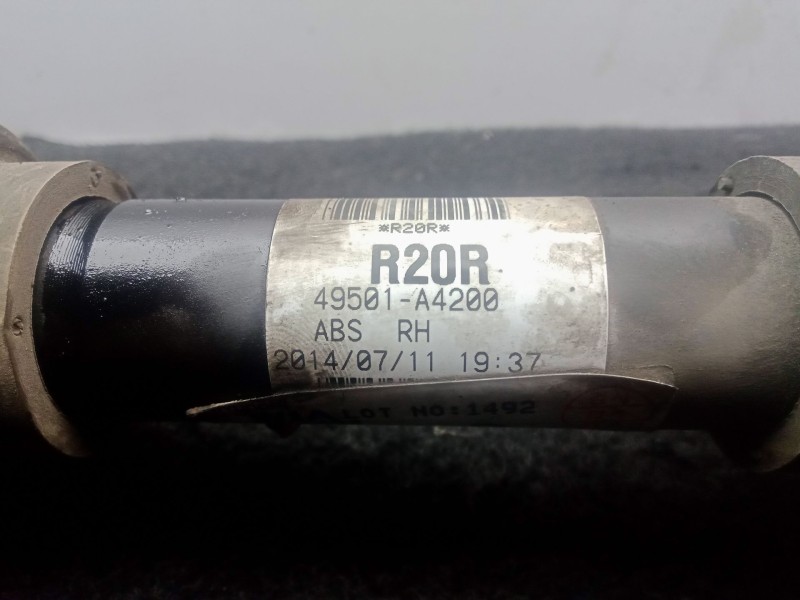 *R20R*
R20R
49501-A4200
ABS RH
2014/07/11 19:37
LOT NO:1492